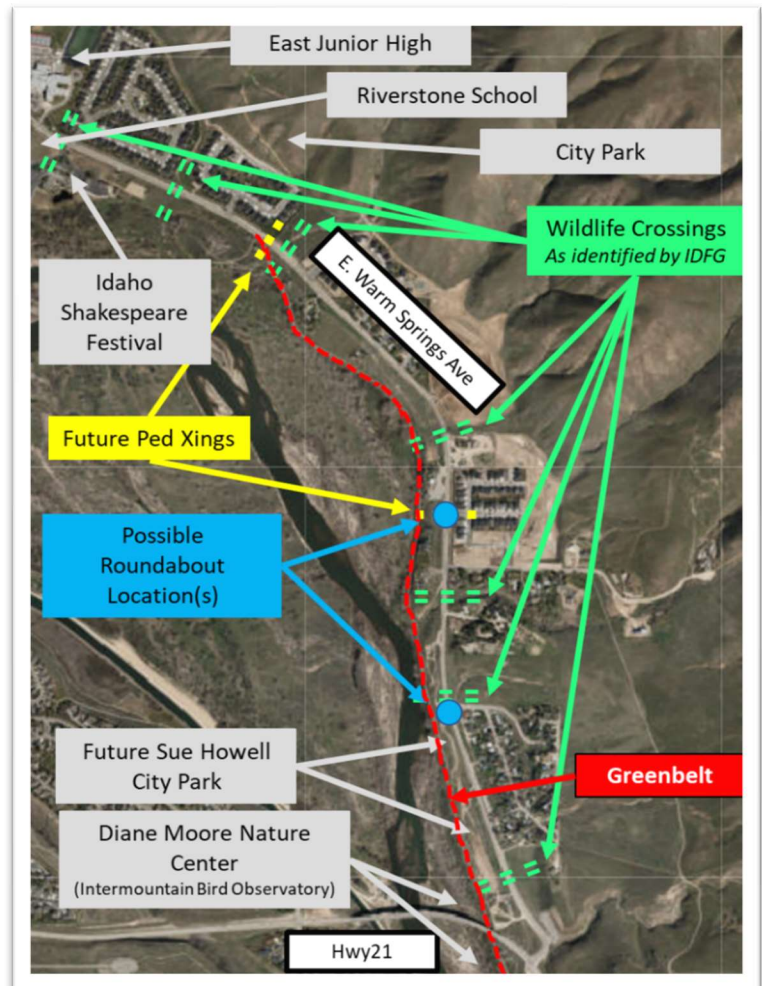 East Junior High
Riverstone School
City Park
Wildlife Crossings
As identified by IDFG
E. Warm Springs Ave
Idaho
Shakespeare
Festival
Future Ped Xings
Possible
Roundabout
Location(s)
Future Sue Howell
City Park
Greenbelt
Diane Moore Nature
Center
(Intermountain Bird Observatory)
Hwy21